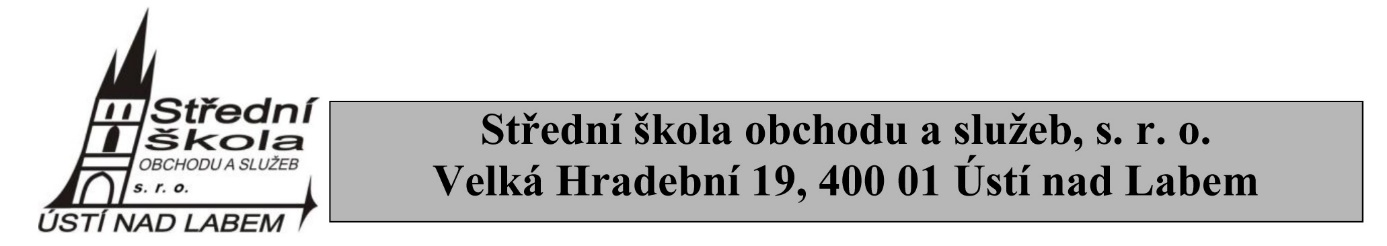 Střední
škola
OBCHODU A SLUŽEB
s. r. o.
ÚSTÍ NAD LABEM
Střední škola obchodu a služeb, s. r. o.
Velká Hradební 19, 400 01 Ústí nad Labem